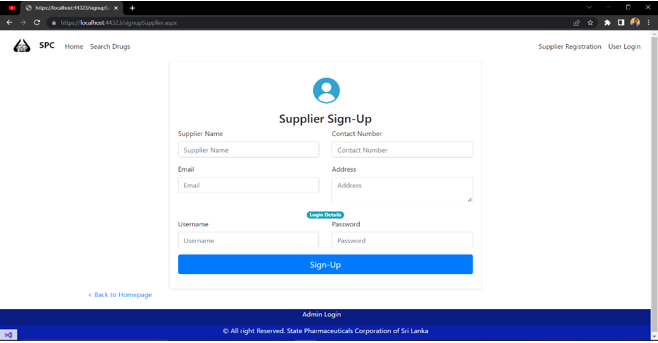 https://localhost:44323/signupS
https://localhost:44323/signupSupplier.aspx
SPC Home Search Drugs Supplier Registration User Login
Supplier Sign-Up
Supplier Name Contact Number
Supplier Name Contact Number
Email Address
Email Address
Login Details
Username Password
Username Password
Sign-Up
< Back to Homepage
Admin Login
© All right Reserved. State Pharmaceuticals Corporation of Sri Lanka